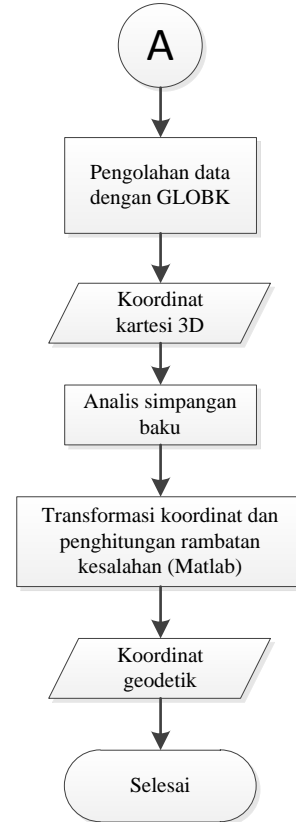 A
Pengolahan data
dengan GLOBK
Koordinat
kartesi 3D
Analis simpangan
baku
Transformasi koordinat dan
penghitungan rambatan
kesalahan (Matlab)
Koordinat
geodetik
Selesai